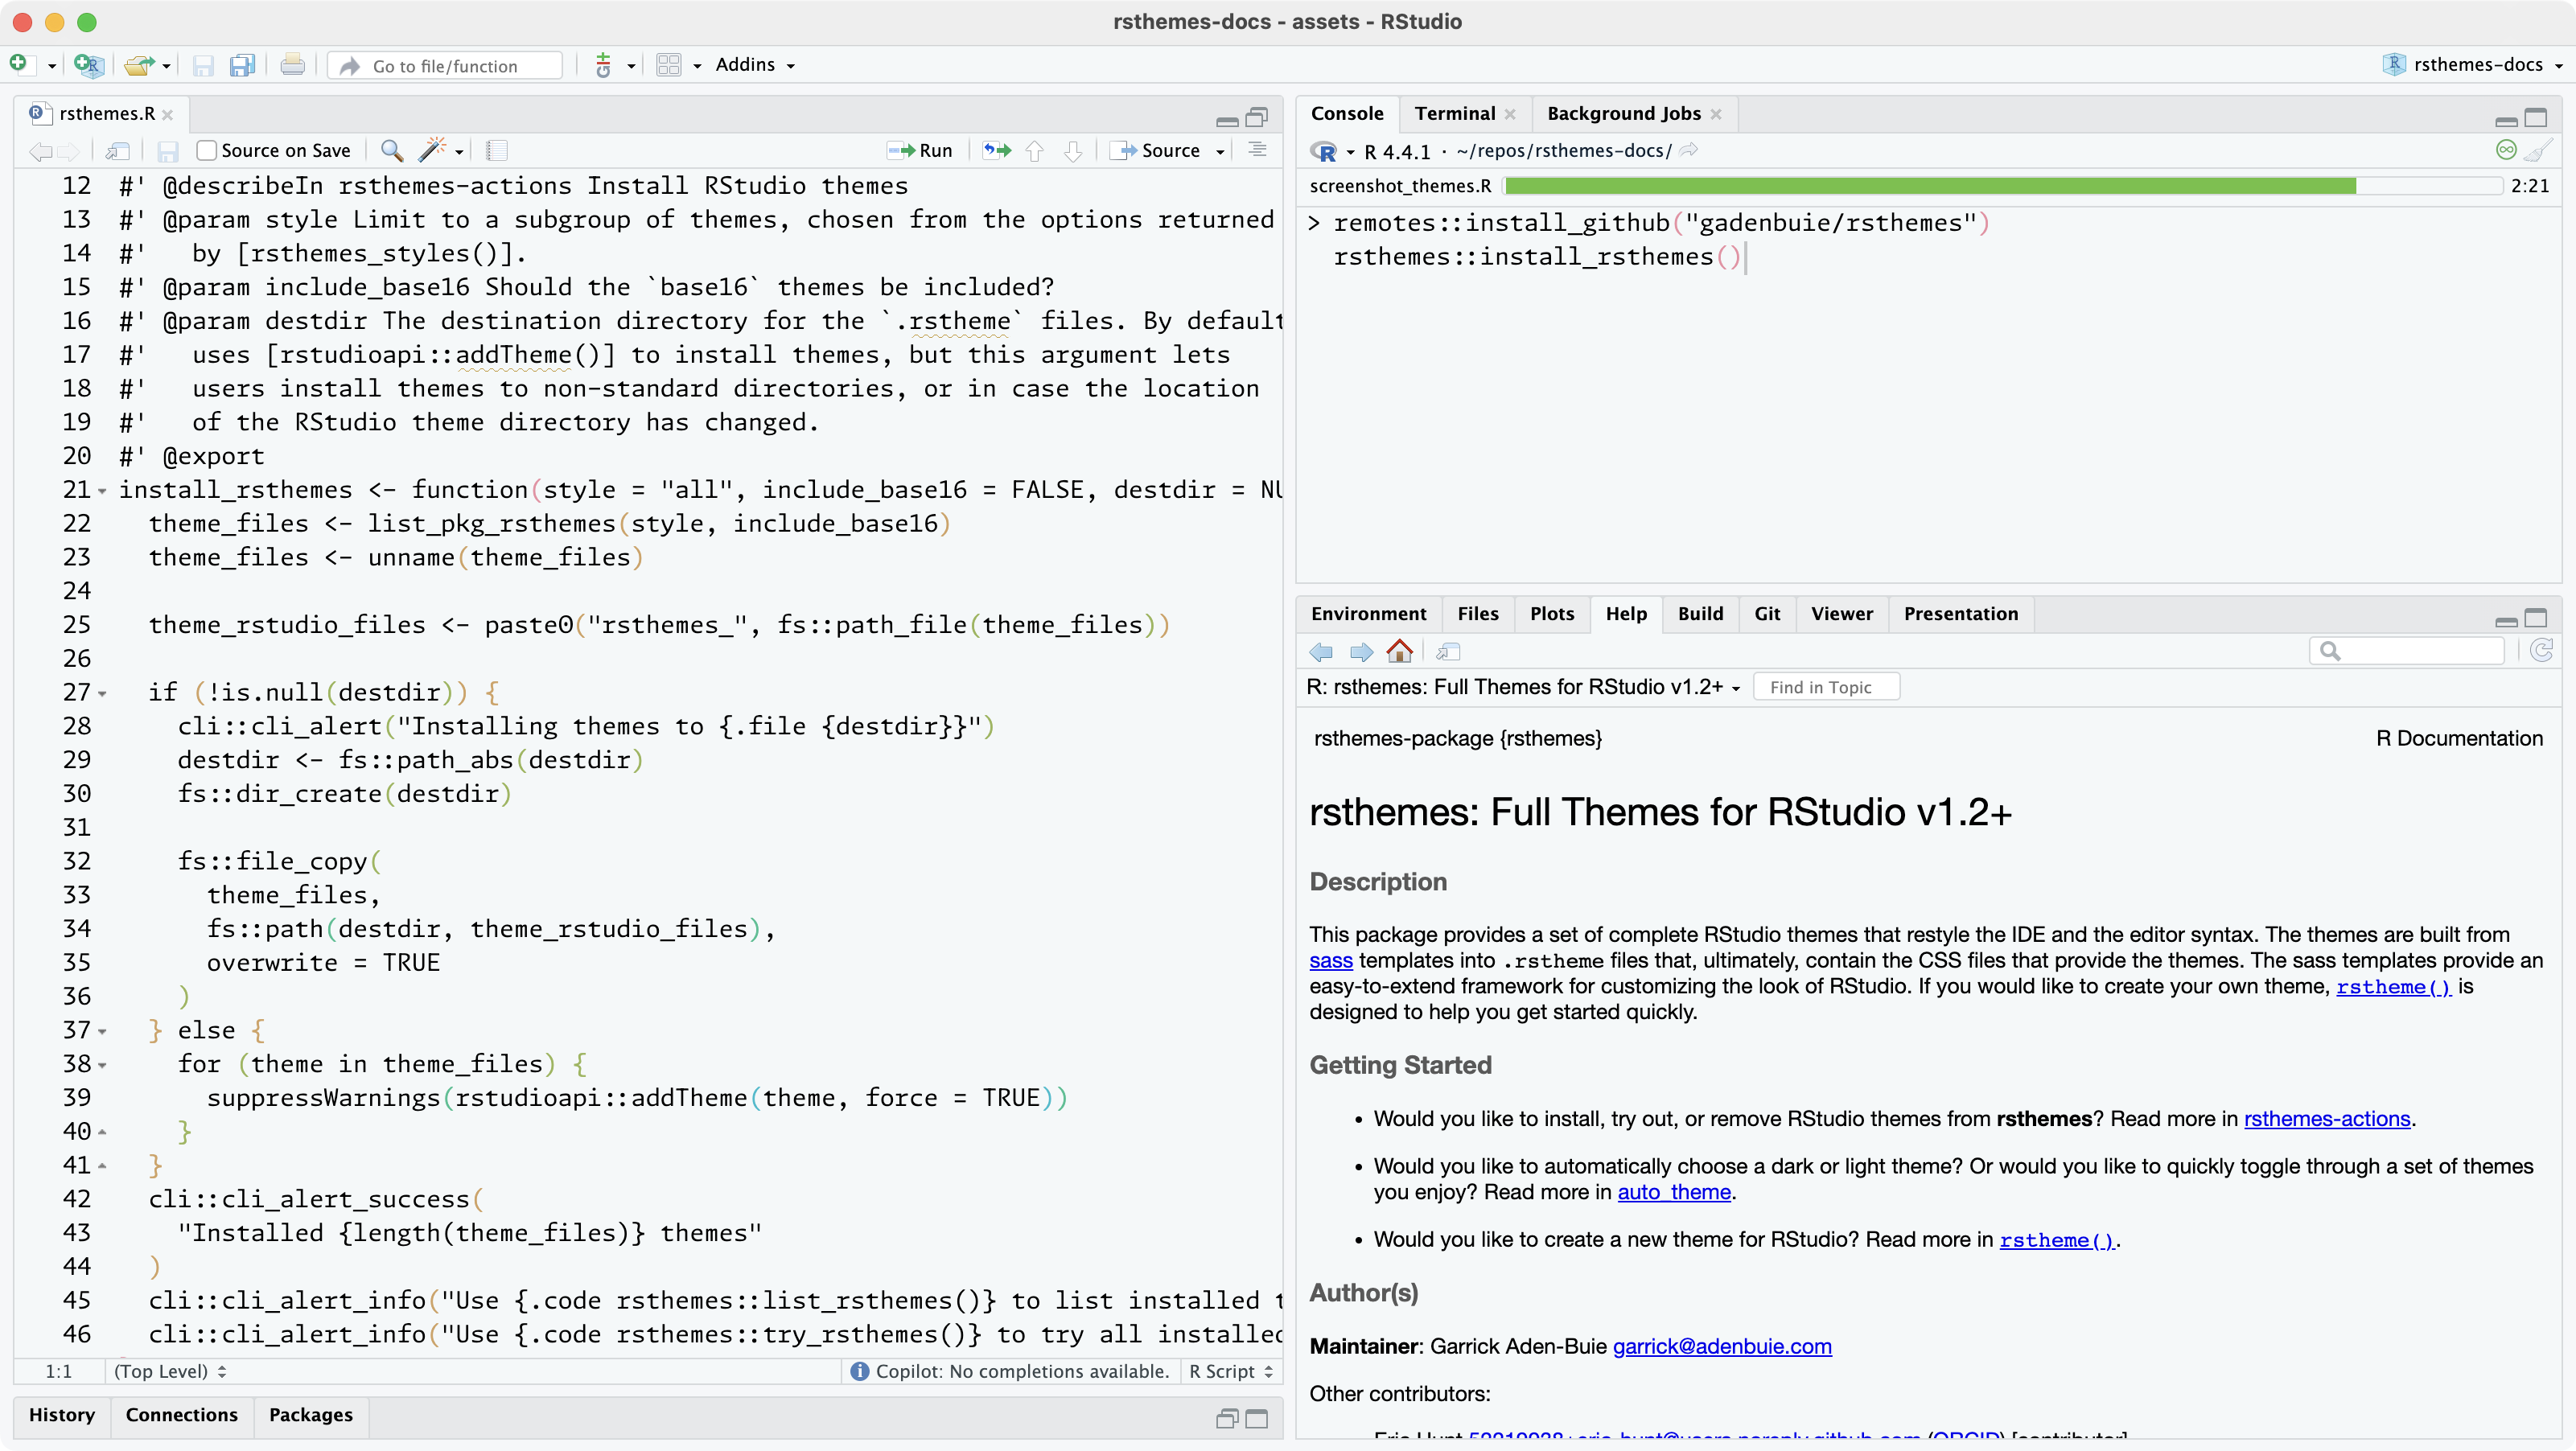 rsthemes-docs - assets - RStudio
Go to file/function
Addins
rsthemes-docs
rsthemes.R
Source on Save
Run
Source
12 #' @describeIn rsthemes-actions Install RStudio themes
13 #' @param style Limit to a subgroup of themes, chosen from the options returned
14 #'   by [rsthemes_styles()].
15 #' @param include_base16 Should the `base16` themes be included?
16 #' @param destdir The destination directory for the `.rstheme` files. By default
17 #'   uses [rstudioapi::addTheme()] to install themes, but this argument lets
18 #'   users install themes to non-standard directories, or in case the location
19 #'   of the RStudio theme directory has changed.
20 #' @export
21 install_rsthemes <- function(style = "all", include_base16 = FALSE, destdir = NU
22   theme_files <- list_pkg_rsthemes(style, include_base16)
23   theme_files <- unname(theme_files)
24
25   theme_rstudio_files <- paste0("rsthemes_", fs::path_file(theme_files))
26
27   if (!is.null(destdir)) {
28     cli::cli_alert("Installing themes to {.file {destdir}}")
29     destdir <- fs::path_abs(destdir)
30     fs::dir_create(destdir)
31
32     fs::file_copy(
33       theme_files,
34       fs::path(destdir, theme_rstudio_files),
35       overwrite = TRUE
36     )
37   } else {
38     for (theme in theme_files) {
39       suppressWarnings(rstudioapi::addTheme(theme, force = TRUE))
40     }
41   }
42   cli::cli_alert_success(
43     "Installed {length(theme_files)} themes"
44   )
45   cli::cli_alert_info("Use {.code rsthemes::list_rsthemes()} to list installed t
46   cli::cli_alert_info("Use {.code rsthemes::try_rsthemes()} to try all installed
1:1 (Top Level) Copilot: No completions available. R Script
History Connections Packages
Console Terminal Background Jobs
R 4.4.1 · ~/repos/rsthemes-docs/
screenshot_themes.R 2:21
> remotes::install_github("gadenbuie/rsthemes")
rsthemes::install_rsthemes()
Environment Files Plots Help Build Git Viewer Presentation
R: rsthemes: Full Themes for RStudio v1.2+ Find in Topic
rsthemes-package {rsthemes} R Documentation
rsthemes: Full Themes for RStudio v1.2+
Description
This package provides a set of complete RStudio themes that restyle the IDE and the editor syntax. The themes are built from
sass templates into .rstheme files that, ultimately, contain the CSS files that provide the themes. The sass templates provide an
easy-to-extend framework for customizing the look of RStudio. If you would like to create your own theme, rstheme() is
designed to help you get started quickly.
Getting Started
• Would you like to install, try out, or remove RStudio themes from rsthemes? Read more in rsthemes-actions.
• Would you like to automatically choose a dark or light theme? Or would you like to quickly toggle through a set of themes
you enjoy? Read more in auto_theme.
• Would you like to create a new theme for RStudio? Read more in rstheme().
Author(s)
Maintainer: Garrick Aden-Buie garrick@adenbuie.com
Other contributors: